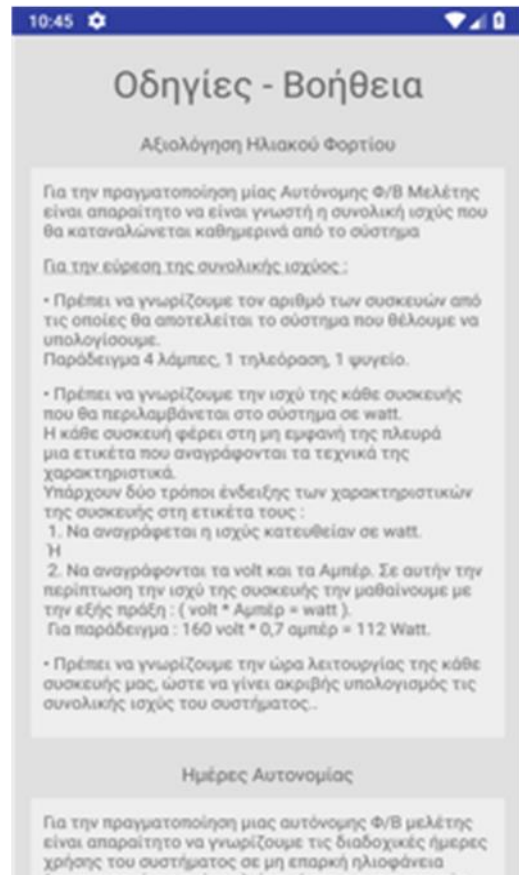 10:45
Οδηγίες - Βοήθεια
Αξιολόγηση Ηλιακού Φορτίου
Για την πραγματοποίηση μίας Αυτόνομης Φ/Β Μελέτης
είναι απαραίτητο να είναι γνωστή η συνολική ισχύς που
θα καταναλώνεται καθημερινά από το σύστημα
Για την εύρεση της συνολικής ισχύος :
• Πρέπει να γνωρίζουμε τον αριθμό των συσκευών από
τις οποίες θα αποτελείται το σύστημα που θέλουμε να
υπολογίσουμε.
Παράδειγμα 4 λάμπες, 1 τηλεόραση, 1 ψυγείο.
• Πρέπει να γνωρίζουμε την ισχύ της κάθε συσκευής
που θα περιλαμβάνεται στο σύστημα σε watt.
Η κάθε συσκευή φέρει στη μη εμφανή της πλευρά
μια ετικέτα που αναγράφονται τα τεχνικά της
χαρακτηριστικά.
Υπάρχουν δύο τρόποι ένδειξης των χαρακτηριστικών
της συσκευής στη ετικέτα τους :
1. Να αναγράφεται η ισχύς κατευθείαν σε watt.
Ή
2. Να αναγράφονται τα volt και τα Αμπέρ. Σε αυτήν την
περίπτωση την ισχύ της συσκευής την μαθαίνουμε με
την εξής πράξη : ( volt * Αμπέρ = watt ).
Για παράδειγμα : 160 volt * 0,7 αμπέρ = 112 Watt.
• Πρέπει να γνωρίζουμε την ώρα λειτουργίας της κάθε
συσκευής μας, ώστε να γίνει ακριβής υπολογισμός τις
συνολικής ισχύς του συστήματος..
Ημέρες Αυτονομίας
Για την πραγματοποίηση μιας αυτόνομης Φ/Β μελέτης
είναι απαραίτητο να γνωρίζουμε τις διαδοχικές ήμερες
χρήσης του συστήματος σε μη επαρκή ηλιοφάνεια